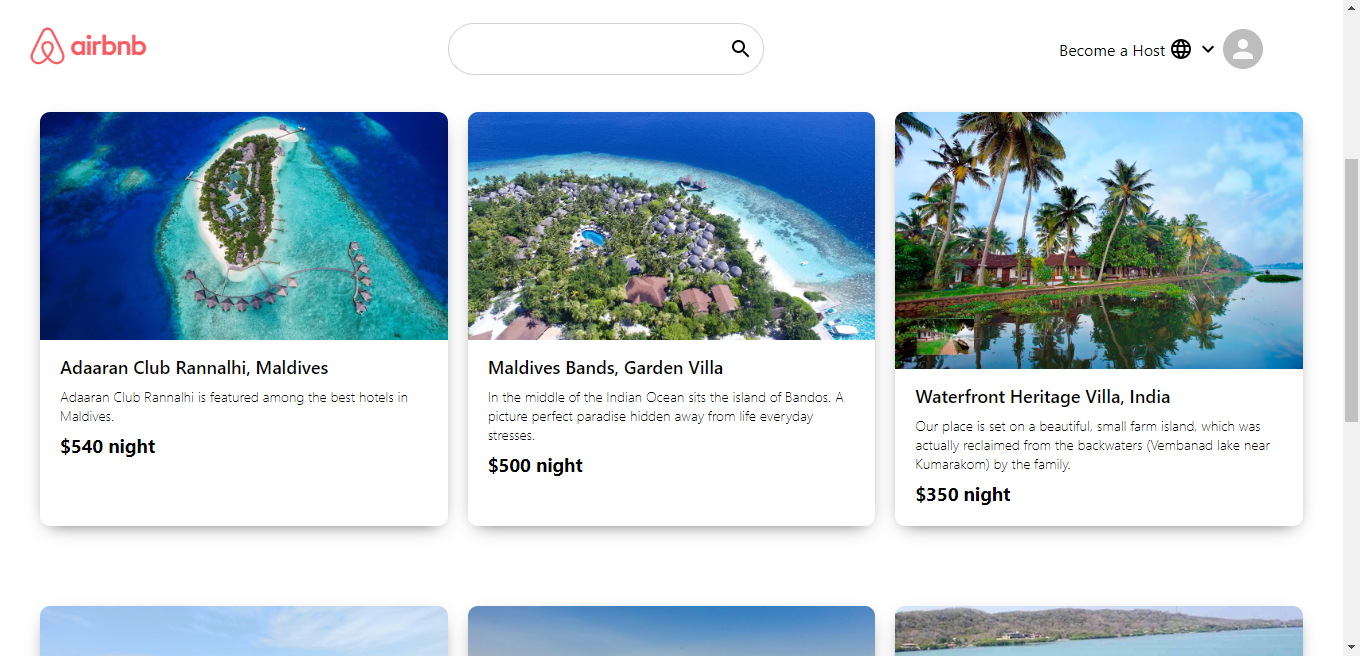 airbnb
Become a Host
Adaaran Club Rannalhi, Maldives
Adaaran Club Rannalhi is featured among the best hotels in
Maldives.
$540 night
Maldives Bands, Garden Villa
In the middle of the Indian Ocean sits the island of Bandos. A
picture perfect paradise hidden away from life everyday
stresses.
$500 night
Waterfront Heritage Villa, India
Our place is set on a beautiful, small farm island, which was
actually reclaimed from the backwaters (Vembanad lake near
Kumarakom) by the family.
$350 night